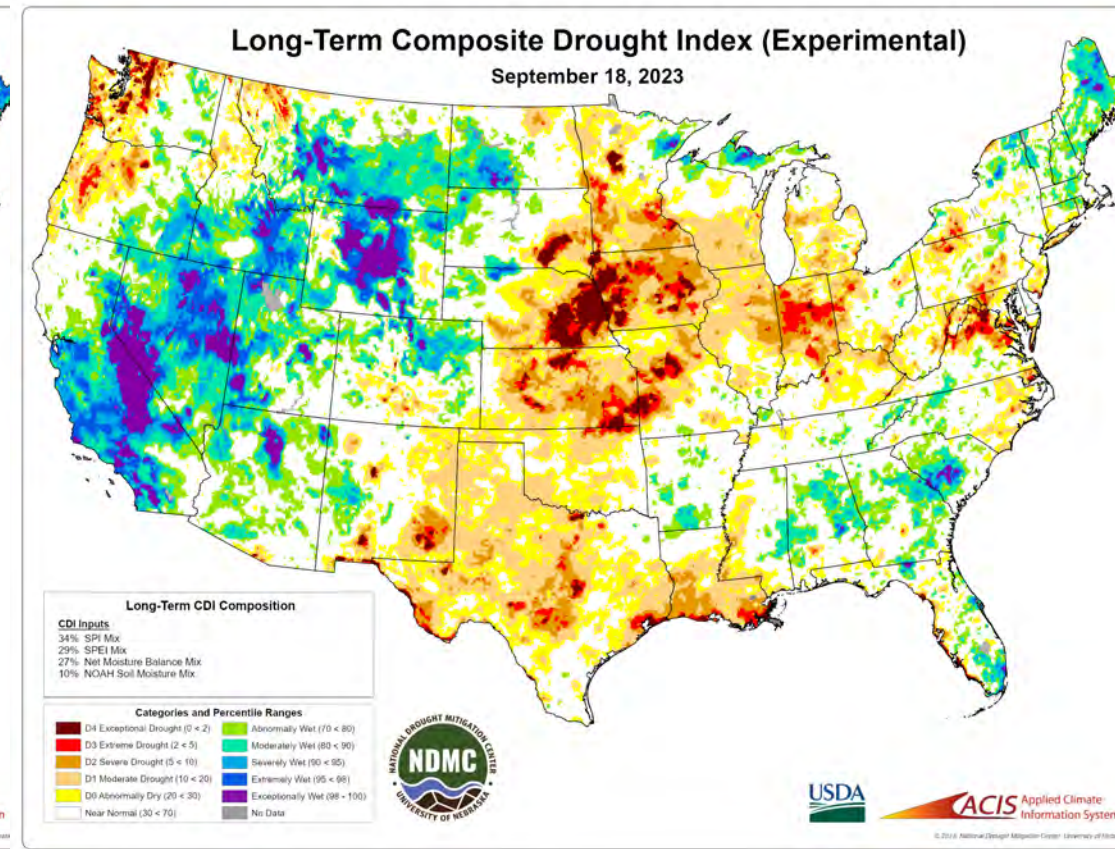 Long-Term Composite Drought Index (Experimental)
September 18, 2023
Long-Term CDI Composition
CDI Inputs
34% SPI Mix
29% SPEI Mix
27% Net Moisture Balance Mix
10% NOAH Soil Moisture Mix
Categories and Percentile Ranges
D4 Exceptional Drought (0 < 2)
D3 Extreme Drought (2 < 5)
D2 Severe Drought (5 < 10)
D1 Moderate Drought (10 < 20)
D0 Abnormally Dry (20 < 30)
Near Normal (30 < 70)
Abnormally Wet (70 < 80)
Moderately Wet (80 < 90)
Severely Wet (90 < 95)
Extremely Wet (95 < 98)
Exceptionally Wet (98 - 100)
No Data
NATIONAL DROUGHT MITIGATION CENTER
NDMC
UNIVERSITY OF NEBRASKA
USDA
ACIS Applied Climate
Information System
National Drought Mitigation Center